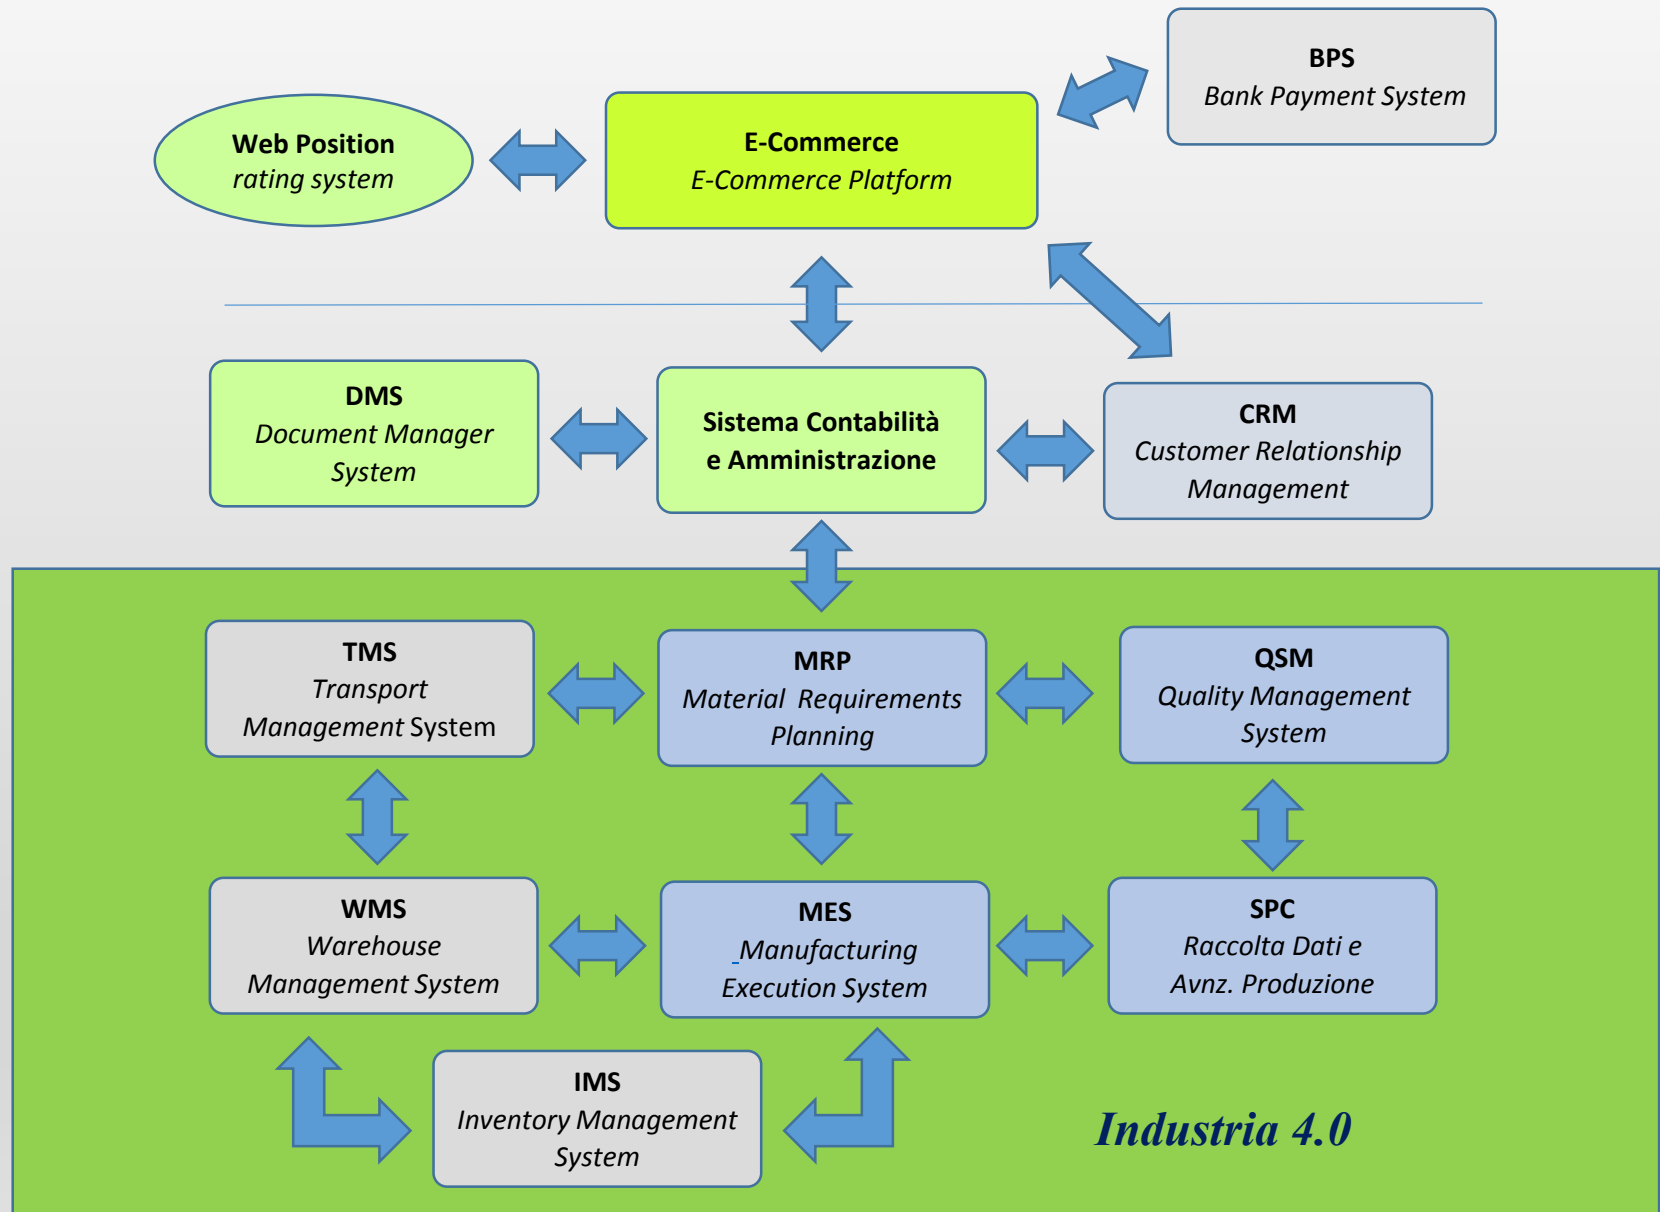 BPS
Bank Payment System
Web Position
rating system
E-Commerce
E-Commerce Platform
DMS
Document Manager
System
Sistema Contabilità
e Amministrazione
CRM
Customer Relationship
Management
TMS
Transport
Management System
MRP
Material Requirements
Planning
QSM
Quality Management
System
WMS
Warehouse
Management System
MES
_Manufacturing
Execution System
SPC
Raccolta Dati e
Avnz. Produzione
IMS
Inventory Management
System
Industria 4.0